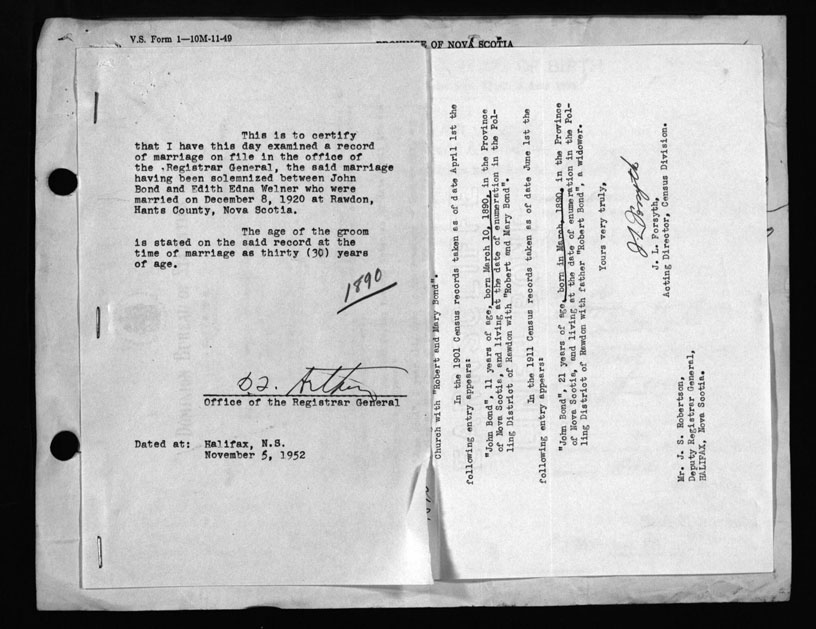 V.S. Form 1—10M-11-49
PROVINCE OF NOVA SCOTIA
This is to certify
that I have this day examined a record
of marriage on file in the office of
the Registrar General, the said marriage
having been solemnized between John
Bond and Edith Edna Welner who were
married on December 8, 1920 at Rawdon,
Hants County, Nova Scotia.
The age of the groom
is stated on the said record at the
time of marriage as thirty (30) years
of age.
1890
Office of the Registrar General
Dated at: Halifax, N.S.
November 5, 1952
Church with "Robert and Mary Bond".
In the 1901 Census records taken as of date April 1st the
following entry appears:
"John Bond", 11 years of age, born March 10, 1890, in the Province
of Nova Scotia, and living at the date of enumeration in the Pol-
ling District of Rawdon with "Robert and Mary Bond".
In the 1911 Census records taken as of date June 1st the
following entry appears:
"John Bond", 21 years of age, born in March, 1890, in the Province
of Nova Scotia, and living at the date of enumeration in the Pol-
ling District of Rawdon with father "Robert Bond", a widower.
Yours very truly,
J L Forsyth
J. L. Forsyth,
Acting Director, Census Division.
Mr. J. S. Robertson,
Deputy Registrar General,
HALIFAX, Nova Scotia.